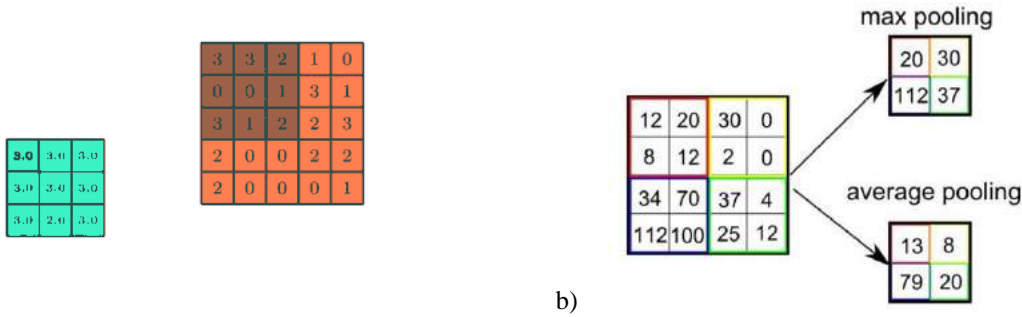 3.0 3.0 3.0
3.0 3.0 3.0
3.0 2.0 3.0
3 3 2 1 0
0 0 1 3 1
3 1 2 2 3
2 0 0 2 2
2 0 0 0 1
b)
12 20 30 0
8 12 2 0
34 70 37 4
112 100 25 12
max pooling
20 30
112 37
average pooling
13 8
79 20